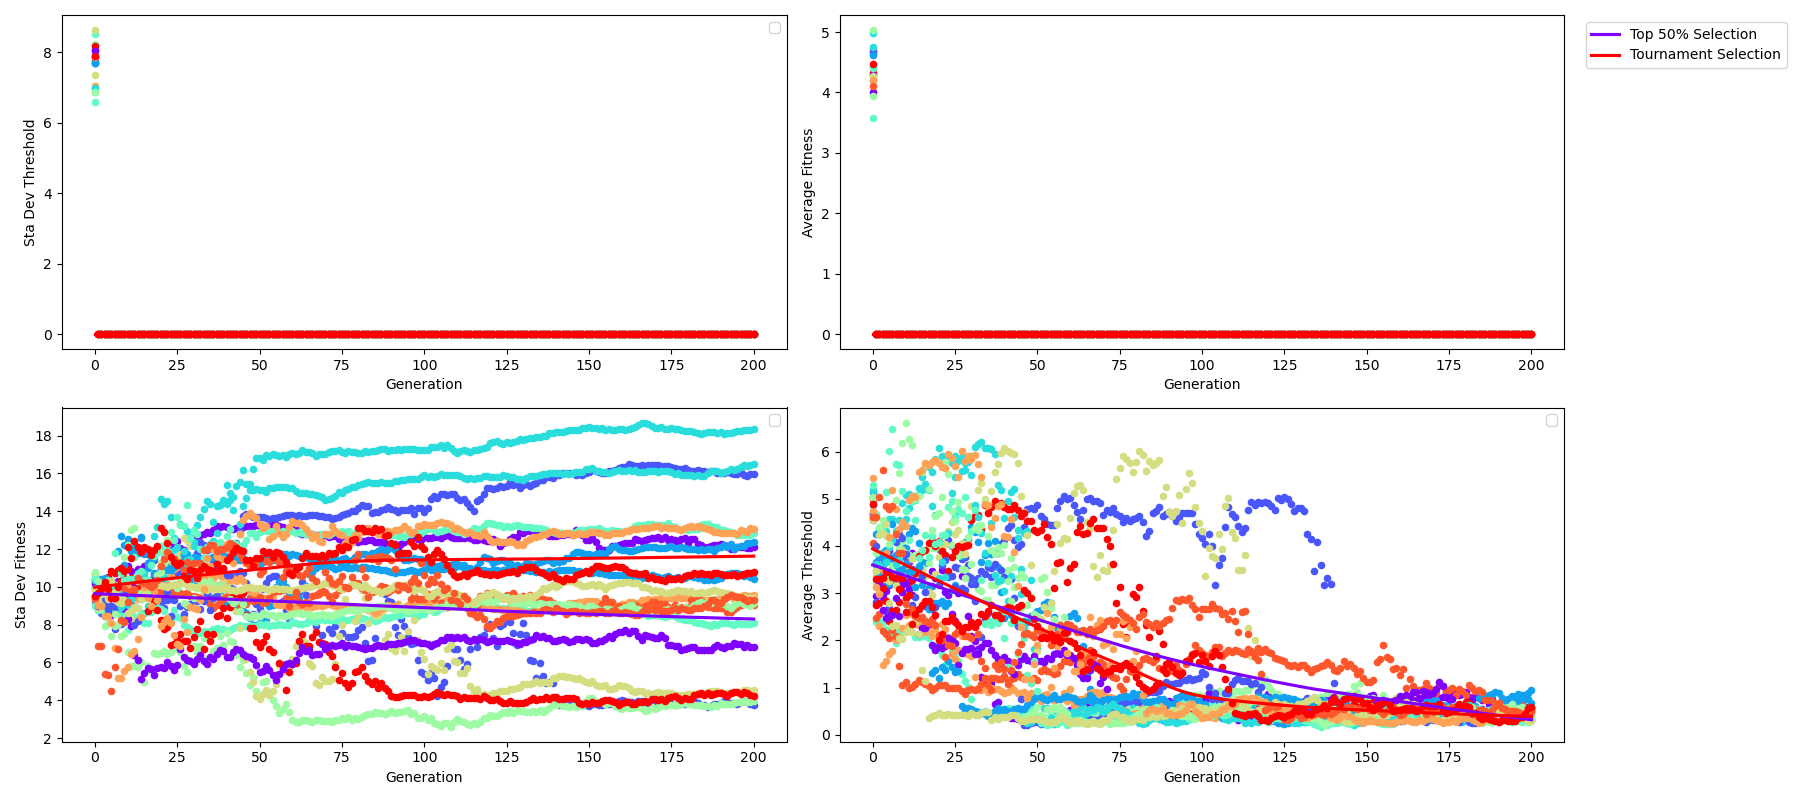 8
6
4
2
0
Sta Dev Threshold
0 25 50 75 100 125 150 175 200
Generation
5
4
3
2
1
0
Average Fitness
0 25 50 75 100 125 150 175 200
Generation
Top 50% Selection
Tournament Selection
18
16
14
12
10
8
6
4
2
Sta Dev Fitness
0 25 50 75 100 125 150 175 200
Generation
6
5
4
3
2
1
0
Average Threshold
0 25 50 75 100 125 150 175 200
Generation